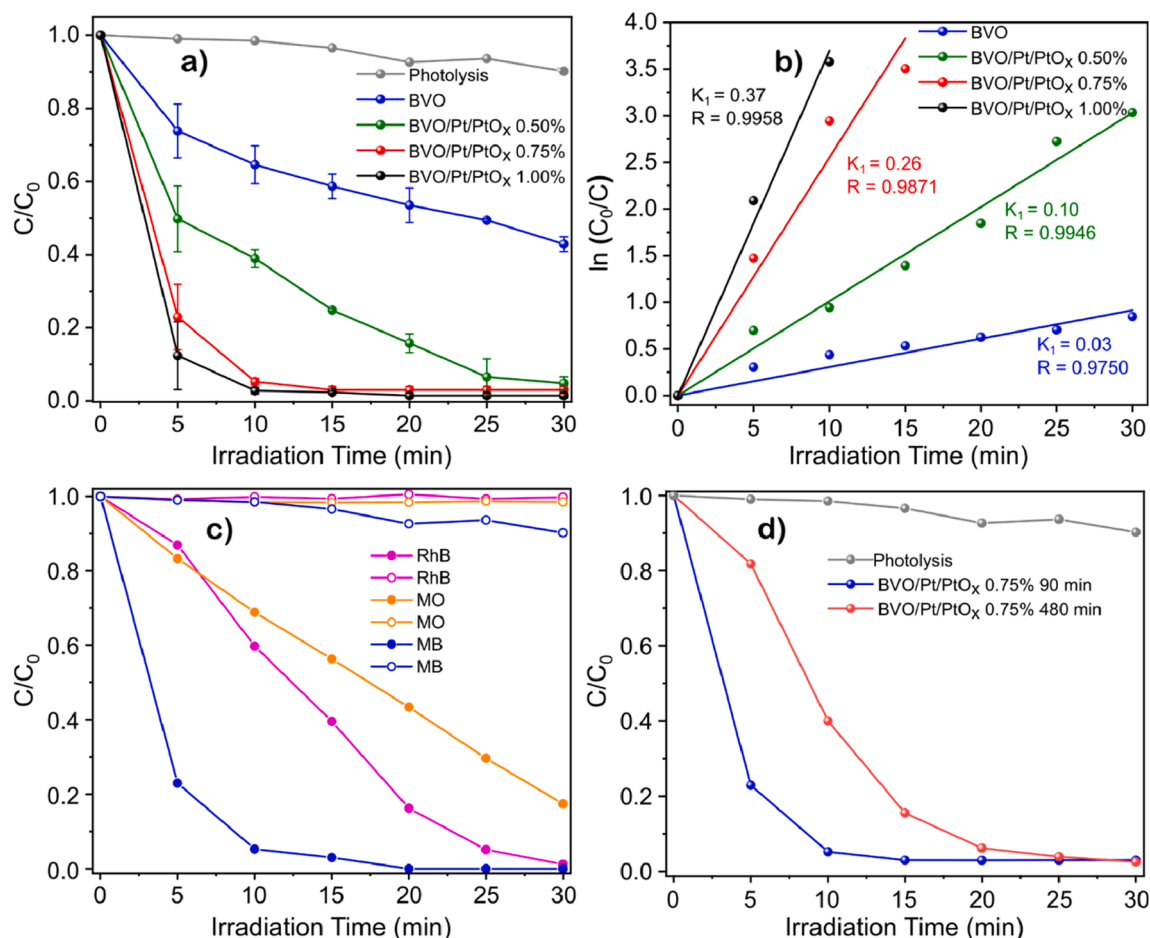 a)
C/C₀
1.0
0.8
0.6
0.4
0.2
0.0
Photolysis
BVO
BVO/Pt/PtOₓ 0.50%
BVO/Pt/PtOₓ 0.75%
BVO/Pt/PtOₓ 1.00%
0 5 10 15 20 25 30
Irradiation Time (min)
b)
ln (C₀/C)
4.0
3.5
3.0
2.5
2.0
1.5
1.0
0.5
0.0
BVO
BVO/Pt/PtOₓ 0.50%
BVO/Pt/PtOₓ 0.75%
BVO/Pt/PtOₓ 1.00%
K₁ = 0.37
R = 0.9958
K₁ = 0.26
R = 0.9871
K₁ = 0.10
R = 0.9946
K₁ = 0.03
R = 0.9750
0 5 10 15 20 25 30
Irradiation Time (min)
c)
C/C₀
1.0
0.8
0.6
0.4
0.2
0.0
RhB
RhB
MO
MO
MB
MB
0 5 10 15 20 25 30
Irradiation Time (min)
d)
C/C₀
1.0
0.8
0.6
0.4
0.2
0.0
Photolysis
BVO/Pt/PtOₓ 0.75% 90 min
BVO/Pt/PtOₓ 0.75% 480 min
0 5 10 15 20 25 30
Irradiation Time (min)